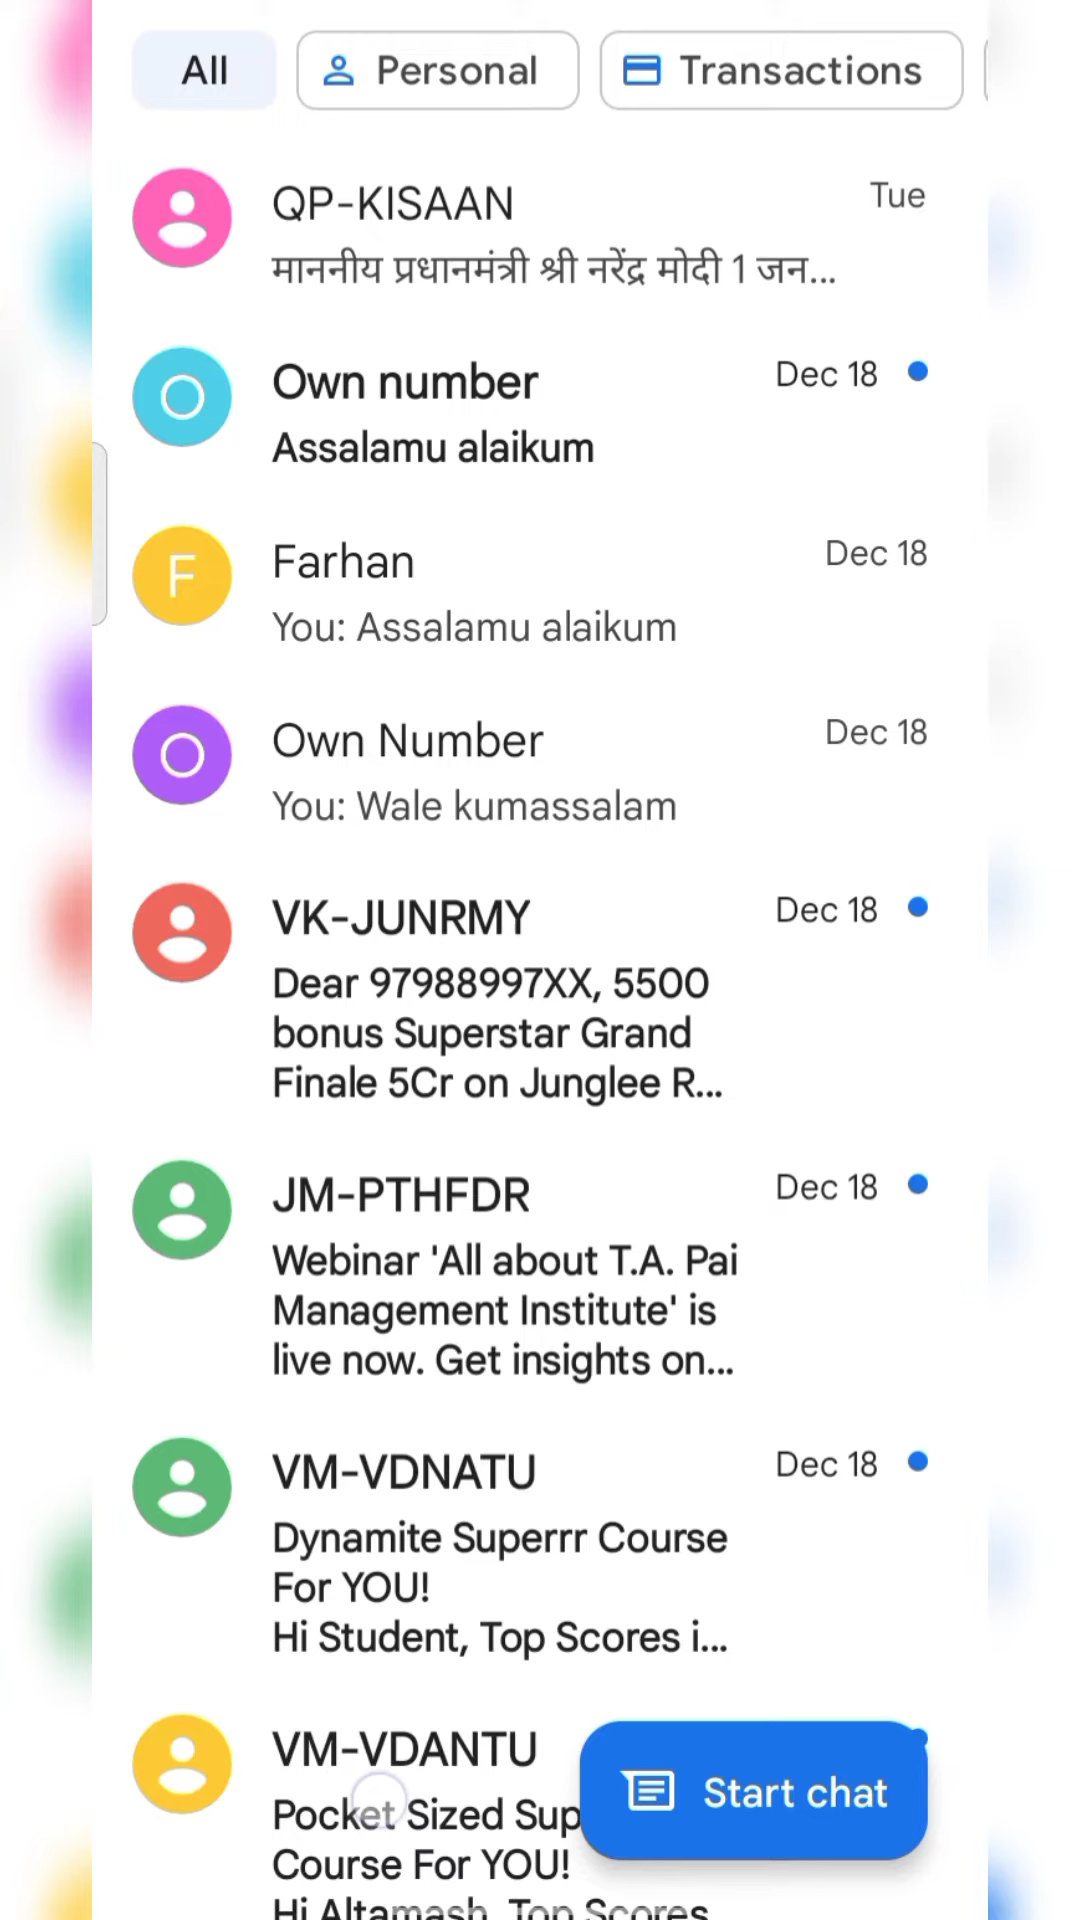 All
Personal
Transactions
QP-KISAAN
Tue
माननीय प्रधानमंत्री श्री नरेंद्र मोदी 1 जन...
Own number
Dec 18
Assalamu alaikum
F
Farhan
Dec 18
You: Assalamu alaikum
Own Number
Dec 18
You: Wale kumassalam
VK-JUNRMY
Dec 18
Dear 97988997XX, 5500
bonus Superstar Grand
Finale 5Cr on Junglee R...
JM-PTHFDR
Dec 18
Webinar 'All about T.A. Pai
Management Institute' is
live now. Get insights on...
VM-VDNATU
Dec 18
Dynamite Superrr Course
For YOU!
Hi Student, Top Scores i...
VM-VDANTU
Start chat
Pocket Sized Sup
Course For YOU!
Hi Altamash, Top Scores